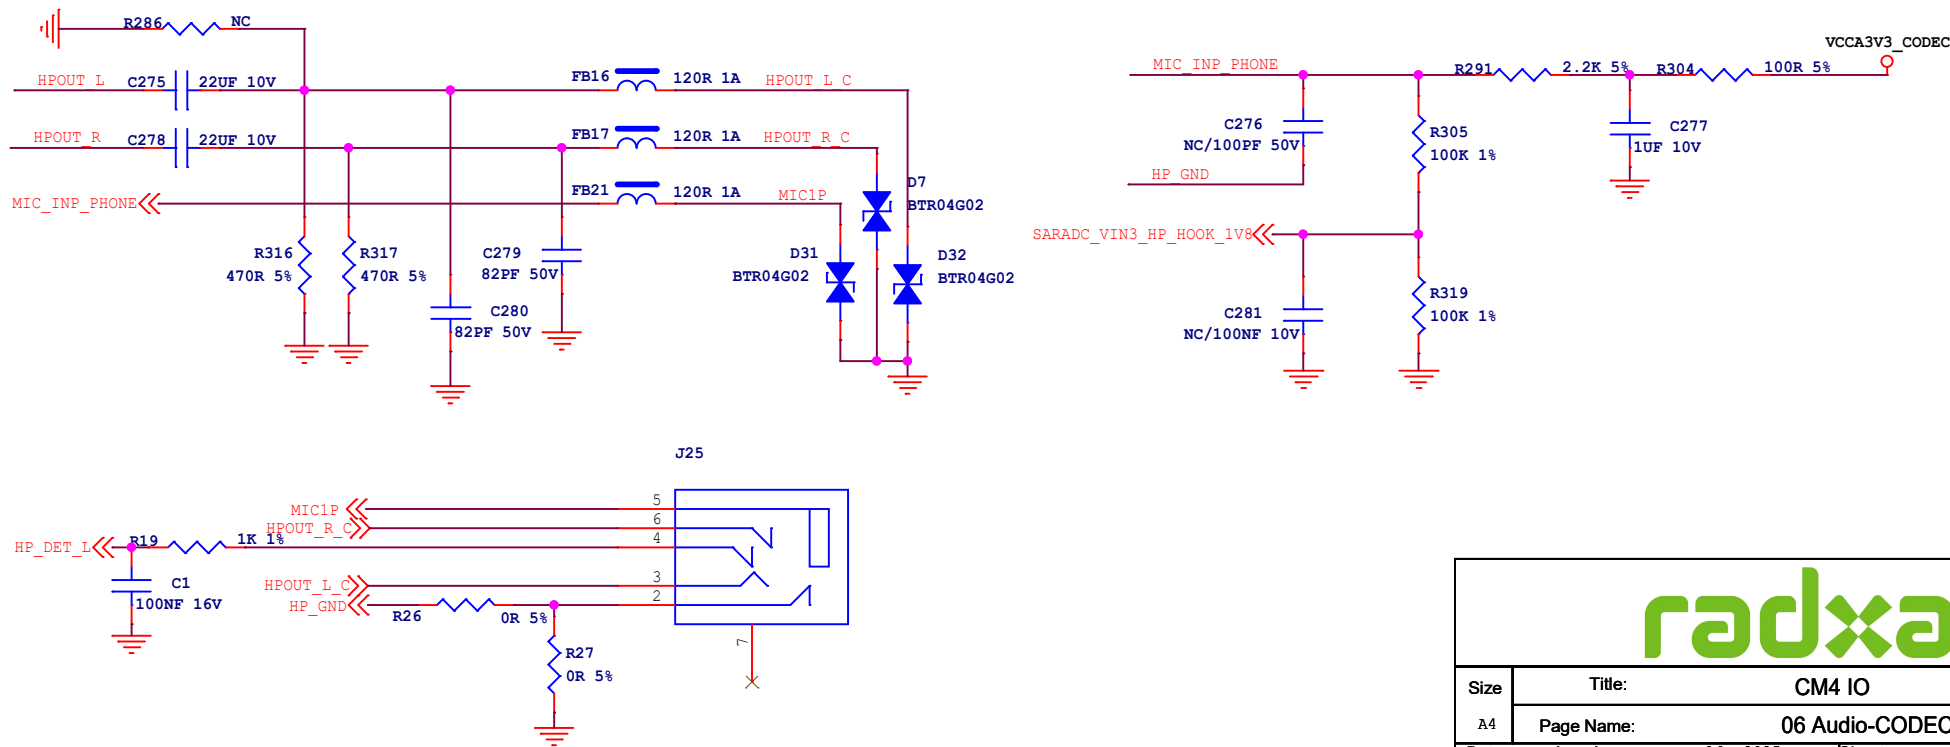 R286 NC
HPOUT_L C275 22UF 10V FB16 120R 1A HPOUT_L_C
HPOUT_R C278 22UF 10V FB17 120R 1A HPOUT_R_C
MIC_INP_PHONE FB21 120R 1A MIC1P
D7
BTR04G02
R316
470R 5%
R317
470R 5%
C279
82PF 50V
C280
82PF 50V
D31
BTR04G02
D32
BTR04G02
VCCA3V3_CODEC
MIC_INP_PHONE R291 2.2K 5% R304 100R 5%
C276
NC/100PF 50V
R305
100K 1%
C277
1UF 10V
HP_GND
SARADC_VIN3_HP_HOOK_1V8
C281
NC/100NF 10V
R319
100K 1%
J25
MIC1P 5
HPOUT_R_C 6
HP_DET_L R19 1K 1% 4
C1
100NF 16V
HPOUT_L_C 3
HP_GND R26 0R 5% 2
R27
0R 5%
7
radxa
Size Title: CM4 IO
A4 Page Name: 06 Audio-CODEC